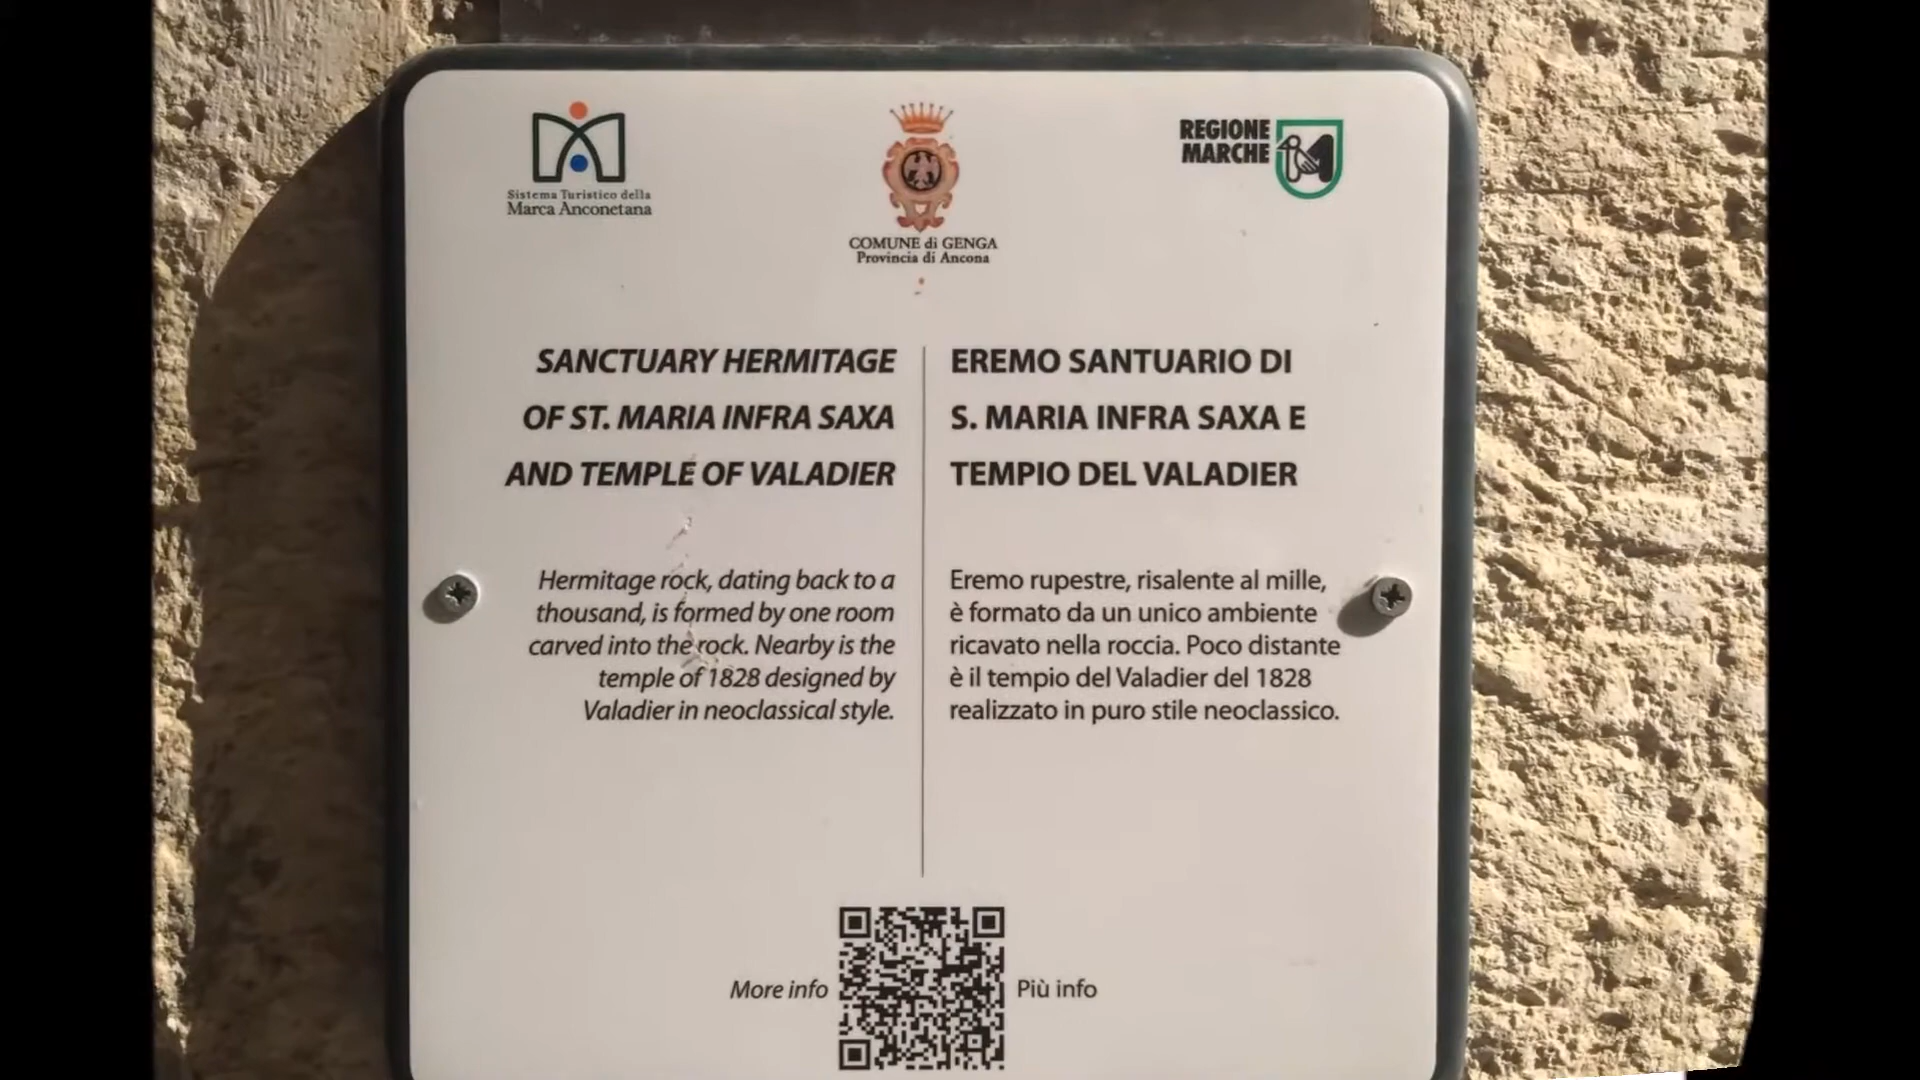 Sistema Turistico della
Marca Anconetana
COMUNE di GENGA
Provincia di Ancona
REGIONE
MARCHE
SANCTUARY HERMITAGE
OF ST. MARIA INFRA SAXA
AND TEMPLE OF VALADIER
Hermitage rock, dating back to a
thousand, is formed by one room
carved into the rock. Nearby is the
temple of 1828 designed by
Valadier in neoclassical style.
EREMO SANTUARIO DI
S. MARIA INFRA SAXA E
TEMPIO DEL VALADIER
Eremo rupestre, risalente al mille,
è formato da un unico ambiente
ricavato nella roccia. Poco distante
è il tempio del Valadier del 1828
realizzato in puro stile neoclassico.
More info
Più info